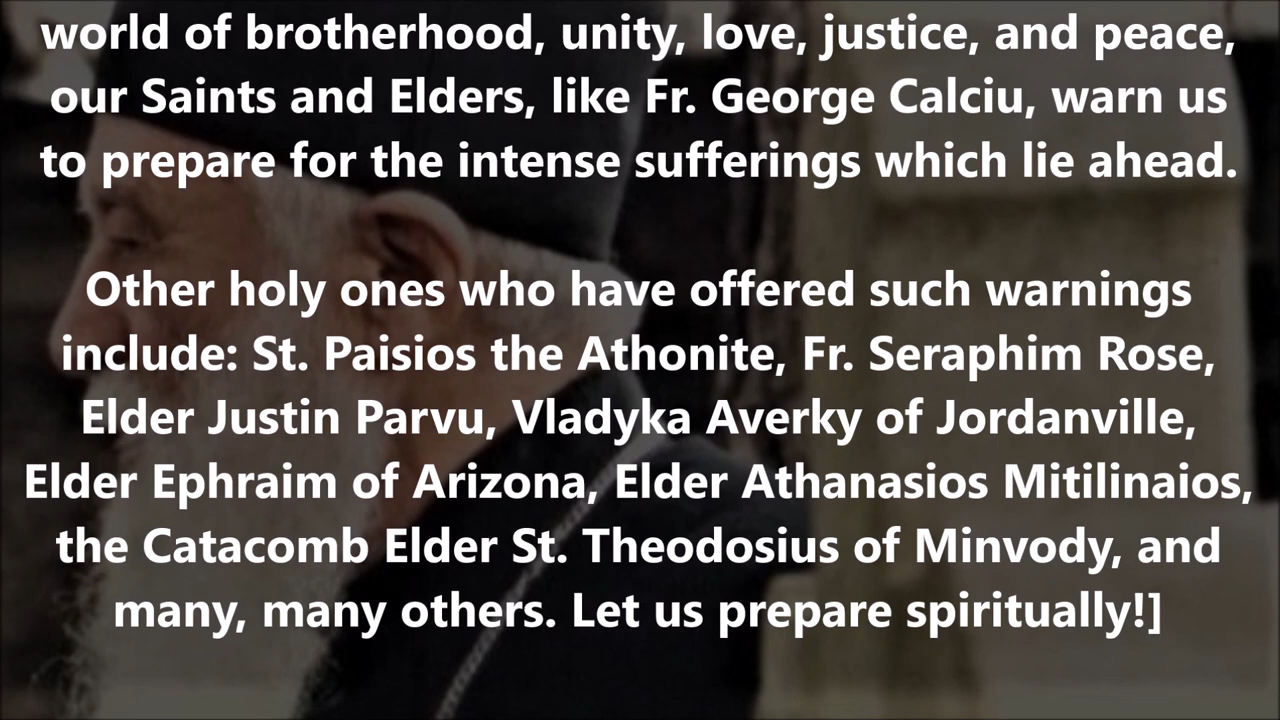 world of brotherhood, unity, love, justice, and peace,
our Saints and Elders, like Fr. George Calciu, warn us
to prepare for the intense sufferings which lie ahead.
Other holy ones who have offered such warnings
include: St. Paisios the Athonite, Fr. Seraphim Rose,
Elder Justin Parvu, Vladyka Averky of Jordanville,
Elder Ephraim of Arizona, Elder Athanasios Mitilinaios,
the Catacomb Elder St. Theodosius of Minvody, and
many, many others. Let us prepare spiritually!]